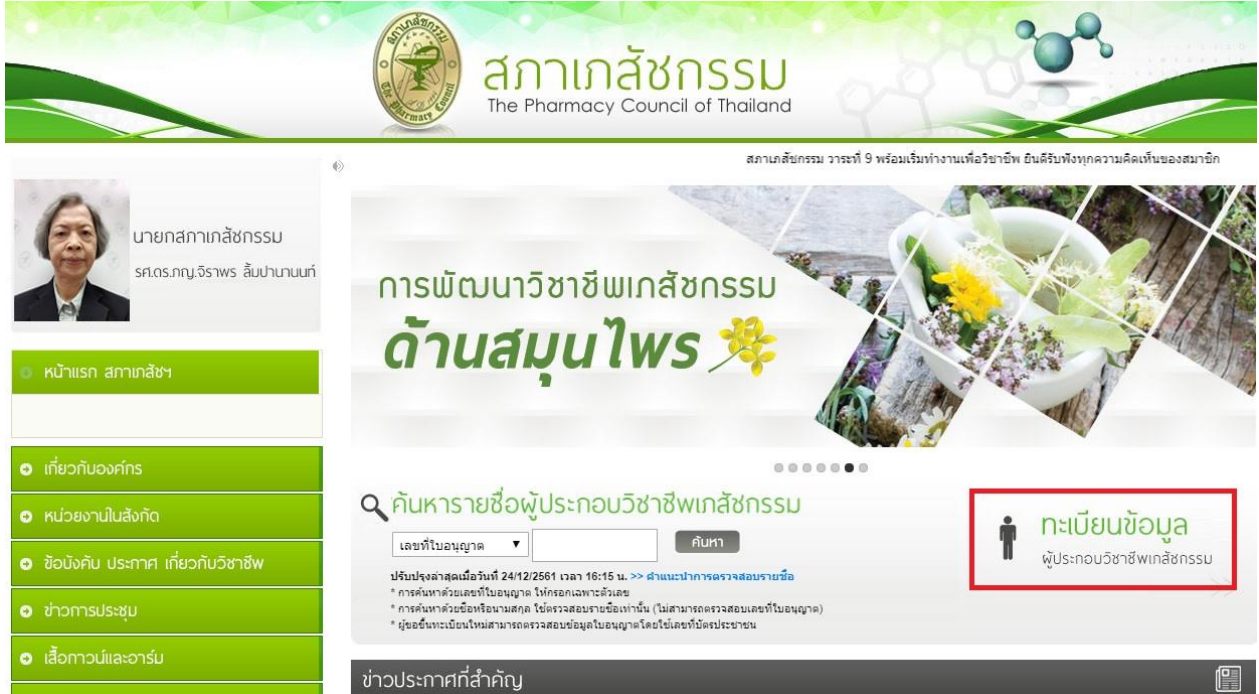 สภาเภสัชกรรม
The Pharmacy Council of Thailand
สภาเภสัชกรรม
The Pharmacy Council
สภาเภสัชกรรม วาระที่ 9 พร้อมเริ่มทำงานเพื่อวิชาชีพ ยินดีรับฟังทุกความคิดเห็นของสมาชิก
นายกสภาเภสัชกรรม
รศ.ดร.ภญ.จิราพร ลิ้มปานานนท์
การพัฒนาวิชาชีพเภสัชกรรม
ด้านสมุนไพร
หน้าแรก สภาเภสัชฯ
เกี่ยวกับองค์กร
หน่วยงานในสังกัด
ข้อบังคับ ประกาศ เกี่ยวกับวิชาชีพ
ข่าวการประชุม
เสื้อกาวน์และอาร์ม
ค้นหารายชื่อผู้ประกอบวิชาชีพเภสัชกรรม
เลขที่ใบอนุญาต ▼ ค้นหา
ปรับปรุงล่าสุดเมื่อวันที่ 24/12/2561 เวลา 16:15 น. >> คำแนะนำการตรวจสอบรายชื่อ
* การค้นหาด้วยเลขที่ใบอนุญาต ให้กรอกเฉพาะตัวเลข
* การค้นหาด้วยชื่อหรือนามสกุล ใช้ตรวจสอบรายชื่อเท่านั้น (ไม่สามารถตรวจสอบเลขที่ใบอนุญาต)
* ผู้ขอขึ้นทะเบียนใหม่สามารถตรวจสอบข้อมูลใบอนุญาตโดยใช้เลขที่บัตรประชาชน
ทะเบียนข้อมูล
ผู้ประกอบวิชาชีพเภสัชกรรม
ข่าวประกาศที่สำคัญ